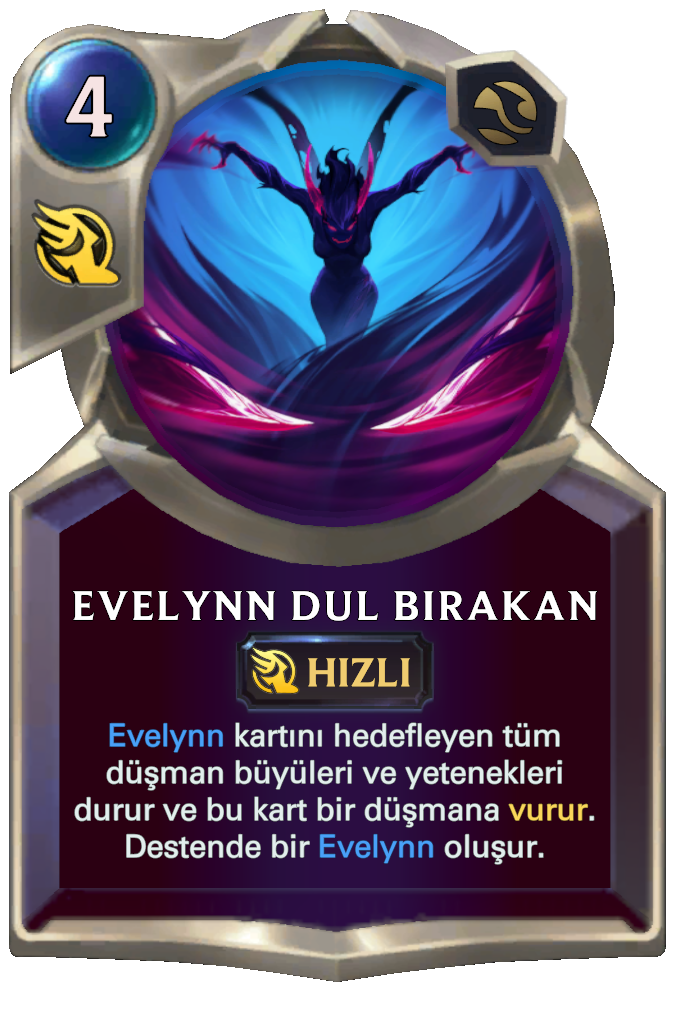 4
EVELYNN DUL BIRAKAN
HIZLI
Evelynn kartını hedefleyen tüm
düşman büyüleri ve yetenekleri
durur ve bu kart bir düşmana vurur.
Destende bir Evelynn oluşur.